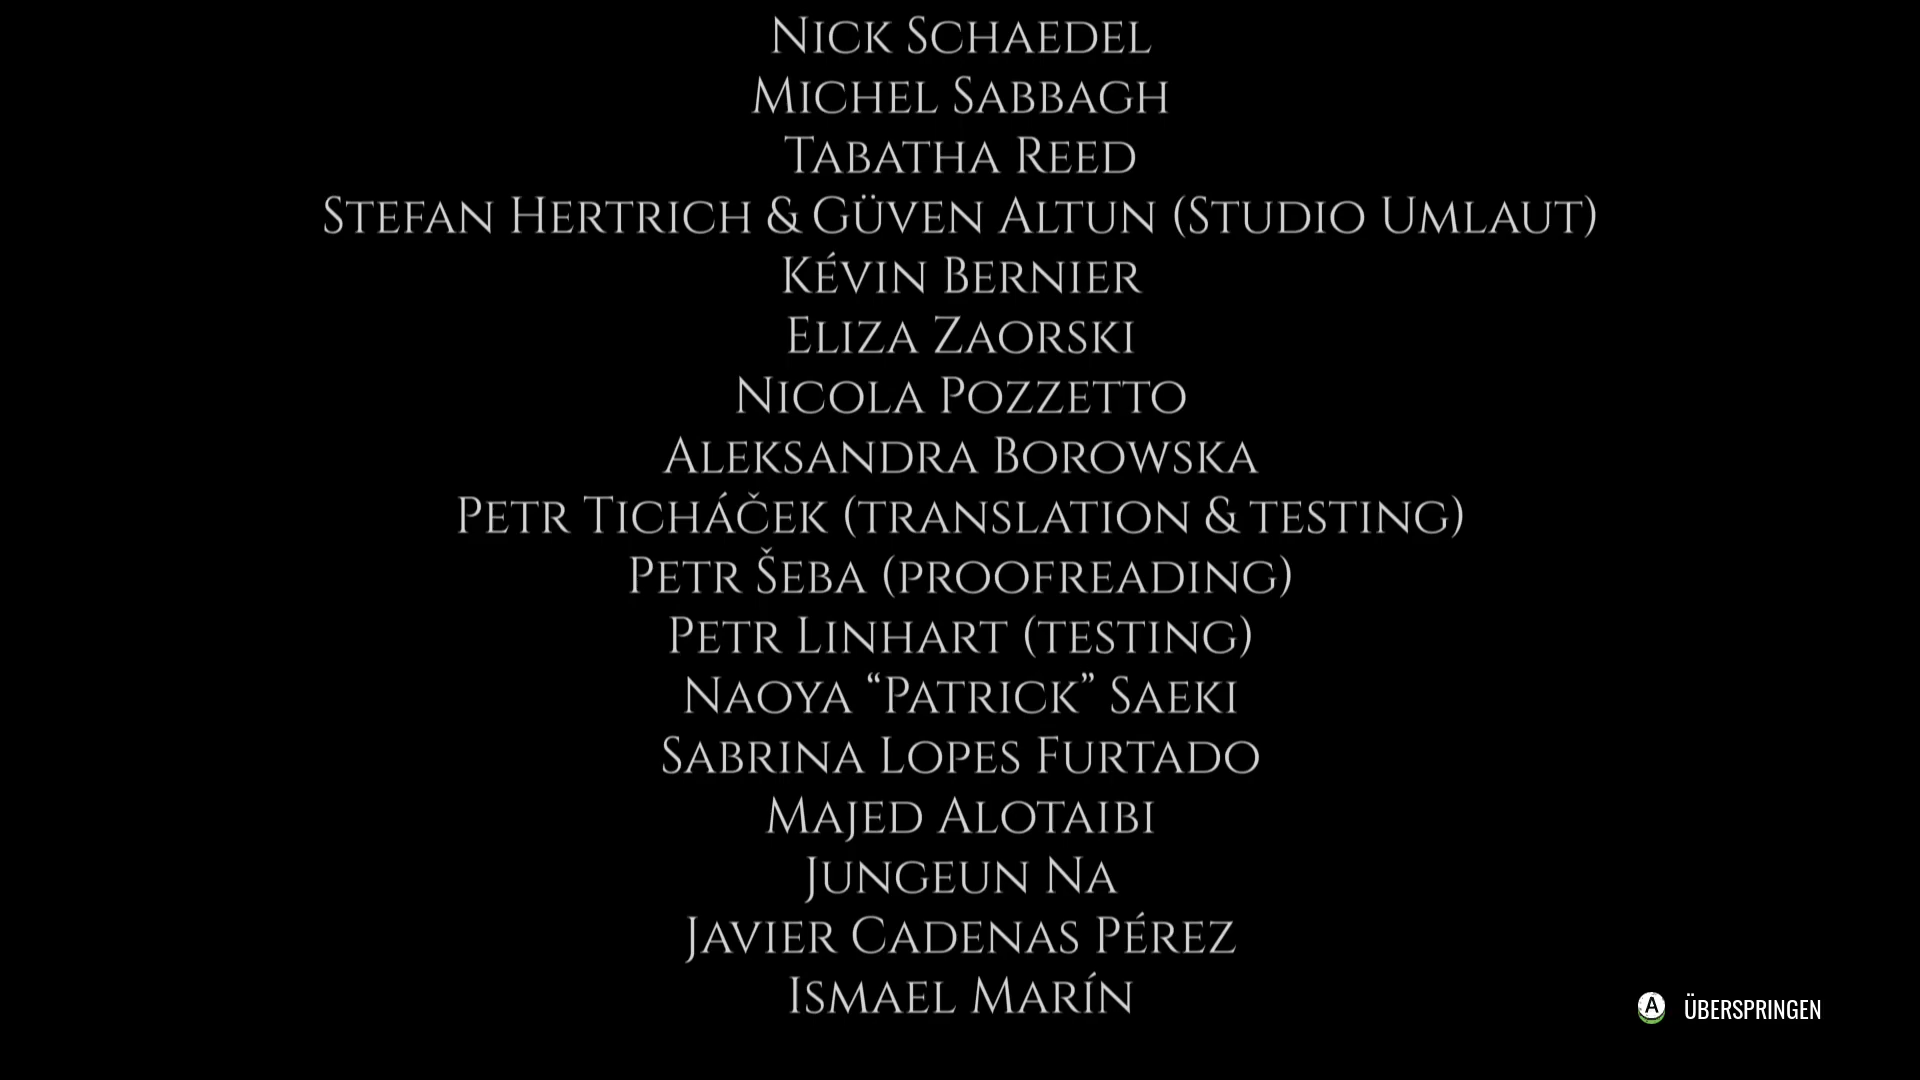 Nick Schaedel
Michel Sabbagh
Tabatha Reed
Stefan Hertrich & Güven Altun (Studio Umlaut)
Kévin Bernier
Eliza Zaorski
Nicola Pozzetto
Aleksandra Borowska
Petr Ticháček (translation & testing)
Petr Šeba (proofreading)
Petr Linhart (testing)
Naoya “Patrick” Saeki
Sabrina Lopes Furtado
Majed Alotaibi
Jungeun Na
Javier Cadenas Pérez
Ismael Marín
A ÜBERSPRINGEN